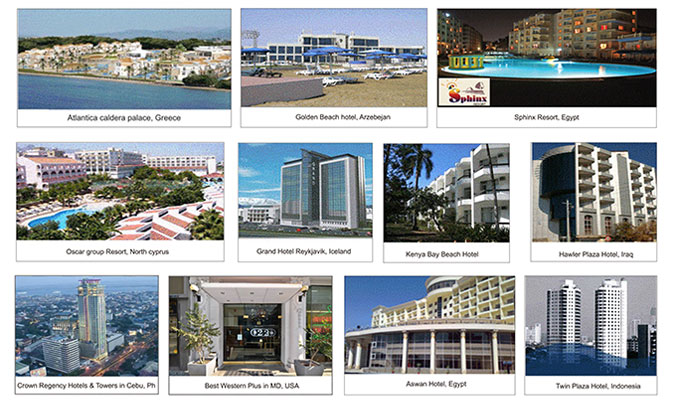 Atlantica caldera palace, Greece
Golden Beach hotel, Arzebejan
Sphinx
Sphinx Resort, Egypt
Oscar group Resort, North cyprus
GRAND
Grand Hotel Reykjavik, Iceland
Kenya Bay Beach Hotel
Hawler Plaza Hotel, Iraq
Crown Regency Hotels & Towers in Cebu, Ph
222
Best Western Plus in MD, USA
Aswan Hotel, Egypt
Twin Plaza Hotel, Indonesia